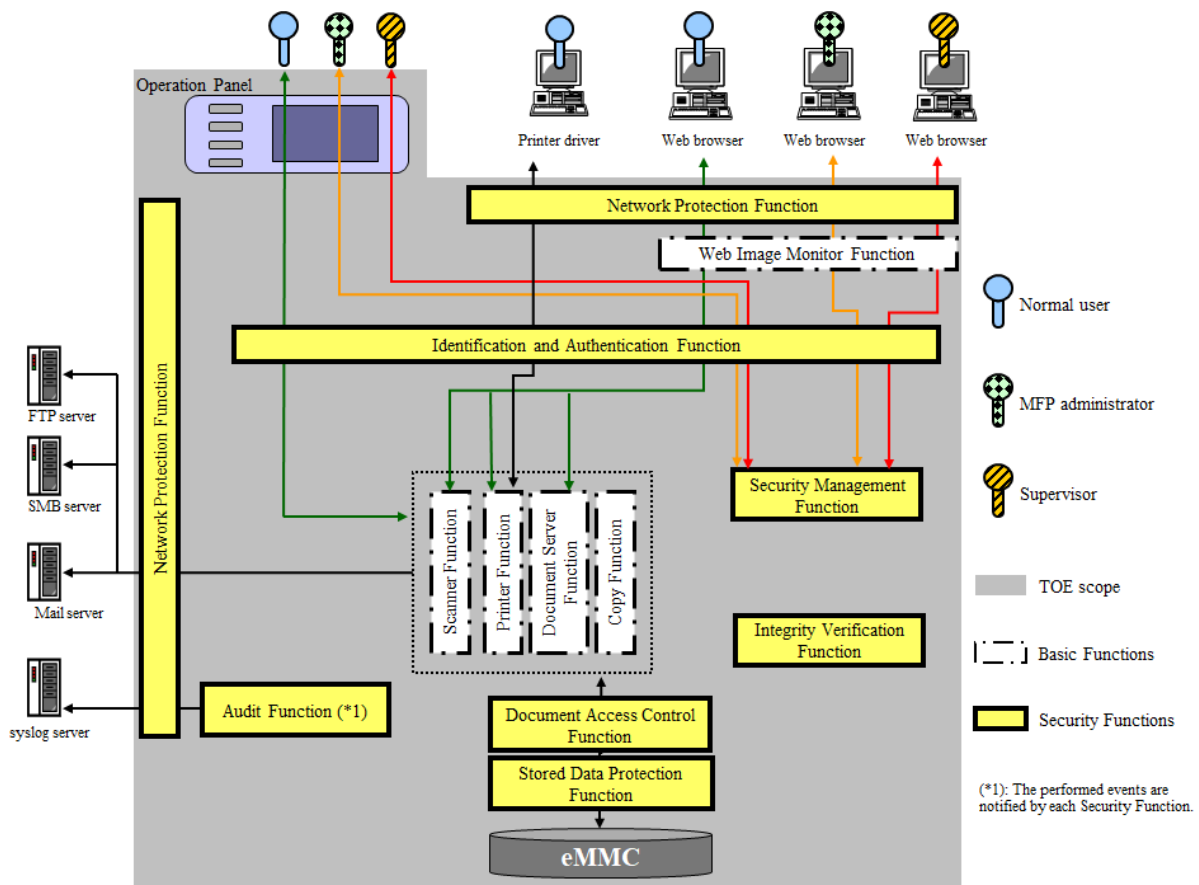 Operation Panel
Printer driver
Web browser
Web browser
Web browser
Network Protection Function
Web Image Monitor Function
Identification and Authentication Function
Network Protection Function
FTP server
SMB server
Mail server
syslog server
Scanner Function
Printer Function
Document Server
Function
Copy Function
Security Management
Function
Integrity Verification
Function
Audit Function (*1)
Document Access Control
Function
Stored Data Protection
Function
eMMC
Normal user
MFP administrator
Supervisor
TOE scope
Basic Functions
Security Functions
(*1): The performed events are
notified by each Security Function.